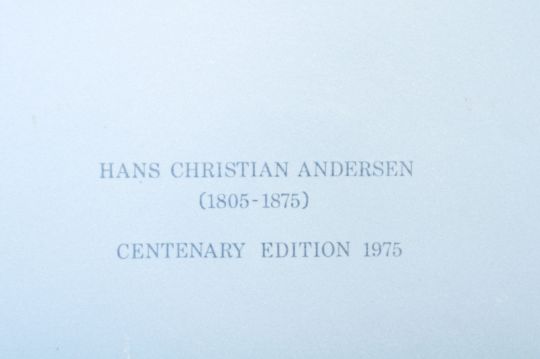 HANS CHRISTIAN ANDERSEN
(1805-1875)
CENTENARY EDITION 1975